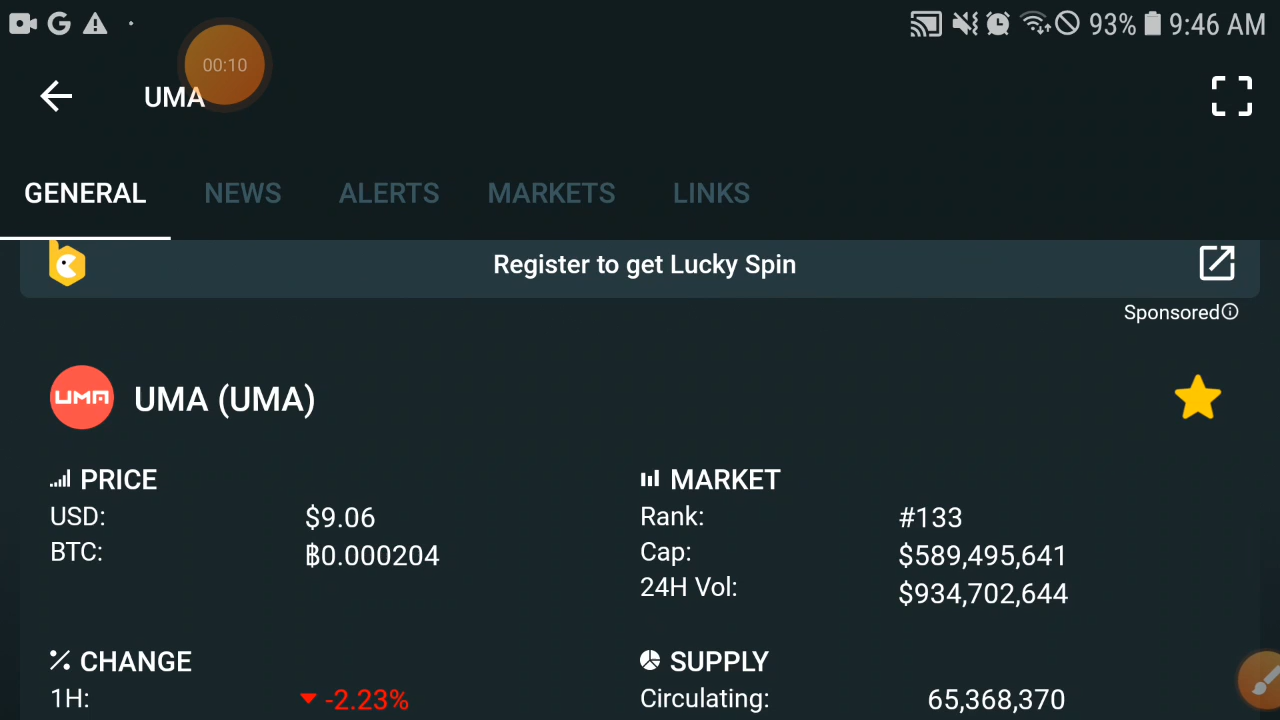 93% 9:46 AM
00:10
UMA
GENERAL NEWS ALERTS MARKETS LINKS
Register to get Lucky Spin
Sponsored
UMA UMA (UMA)
PRICE
USD: $9.06
BTC: ฿0.000204
MARKET
Rank: #133
Cap: $589,495,641
24H Vol: $934,702,644
CHANGE
1H: -2.23%
SUPPLY
Circulating: 65,368,370